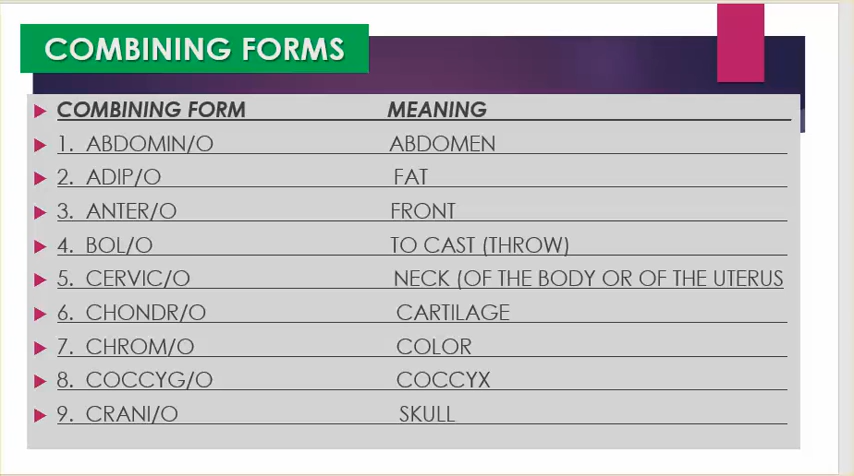 COMBINING FORMS
COMBINING FORM MEANING
1. ABDOMIN/O ABDOMEN
2. ADIP/O FAT
3. ANTER/O FRONT
4. BOL/O TO CAST (THROW)
5. CERVIC/O NECK (OF THE BODY OR OF THE UTERUS
6. CHONDR/O CARTILAGE
7. CHROM/O COLOR
8. COCCYG/O COCCYX
9. CRANI/O SKULL